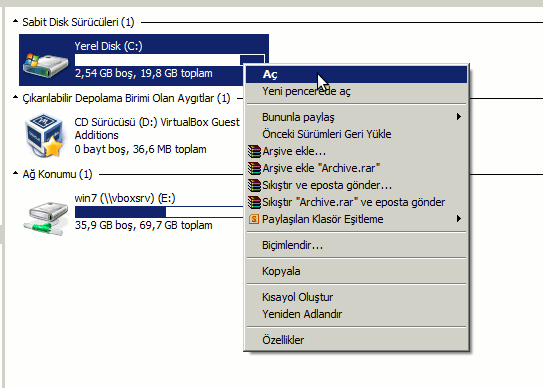 Sabit Disk Sürücüleri (1)
Yerel Disk (C:)
2,54 GB boş, 19,8 GB toplam
Çıkarılabilir Depolama Birimi Olan Aygıtlar (1)
CD Sürücüsü (D:) VirtualBox Guest
Additions
0 bayt boş, 36,6 MB toplam
Ağ Konumu (1)
win7 (\\vboxsrv) (E:)
35,9 GB boş, 69,7 GB toplam
Aç
Yeni pencerede aç
Bununla paylaş
Önceki Sürümleri Geri Yükle
Arşive ekle...
Arşive ekle "Archive.rar"
Sıkıştır ve eposta gönder...
Sıkıştır "Archive.rar" ve eposta gönder
Paylaşılan Klasör Eşitleme
Biçimlendir...
Kopyala
Kısayol Oluştur
Yeniden Adlandır
Özellikler